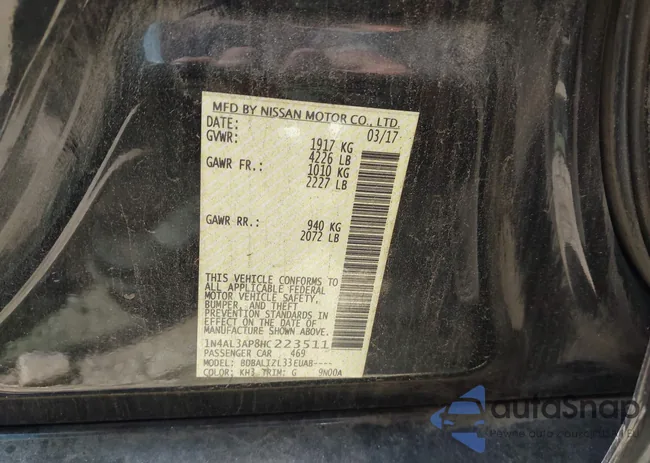 MFD BY NISSAN MOTOR CO., LTD.
DATE: 03/17
GVWR: 1917 KG
4226 LB
GAWR FR.: 1010 KG
2227 LB
GAWR RR.: 940 KG
2072 LB
THIS VEHICLE CONFORMS TO
ALL APPLICABLE FEDERAL
MOTOR VEHICLE SAFETY,
BUMPER, AND THEFT
PREVENTION STANDARDS IN
EFFECT ON THE DATE OF
MANUFACTURE SHOWN ABOVE.
1N4AL3AP8HC223511
PASSENGER CAR 469
MODEL: BDBALTZL33EUAB----
COLOR: KH3 TRIM: G 9N00A
autoSnap